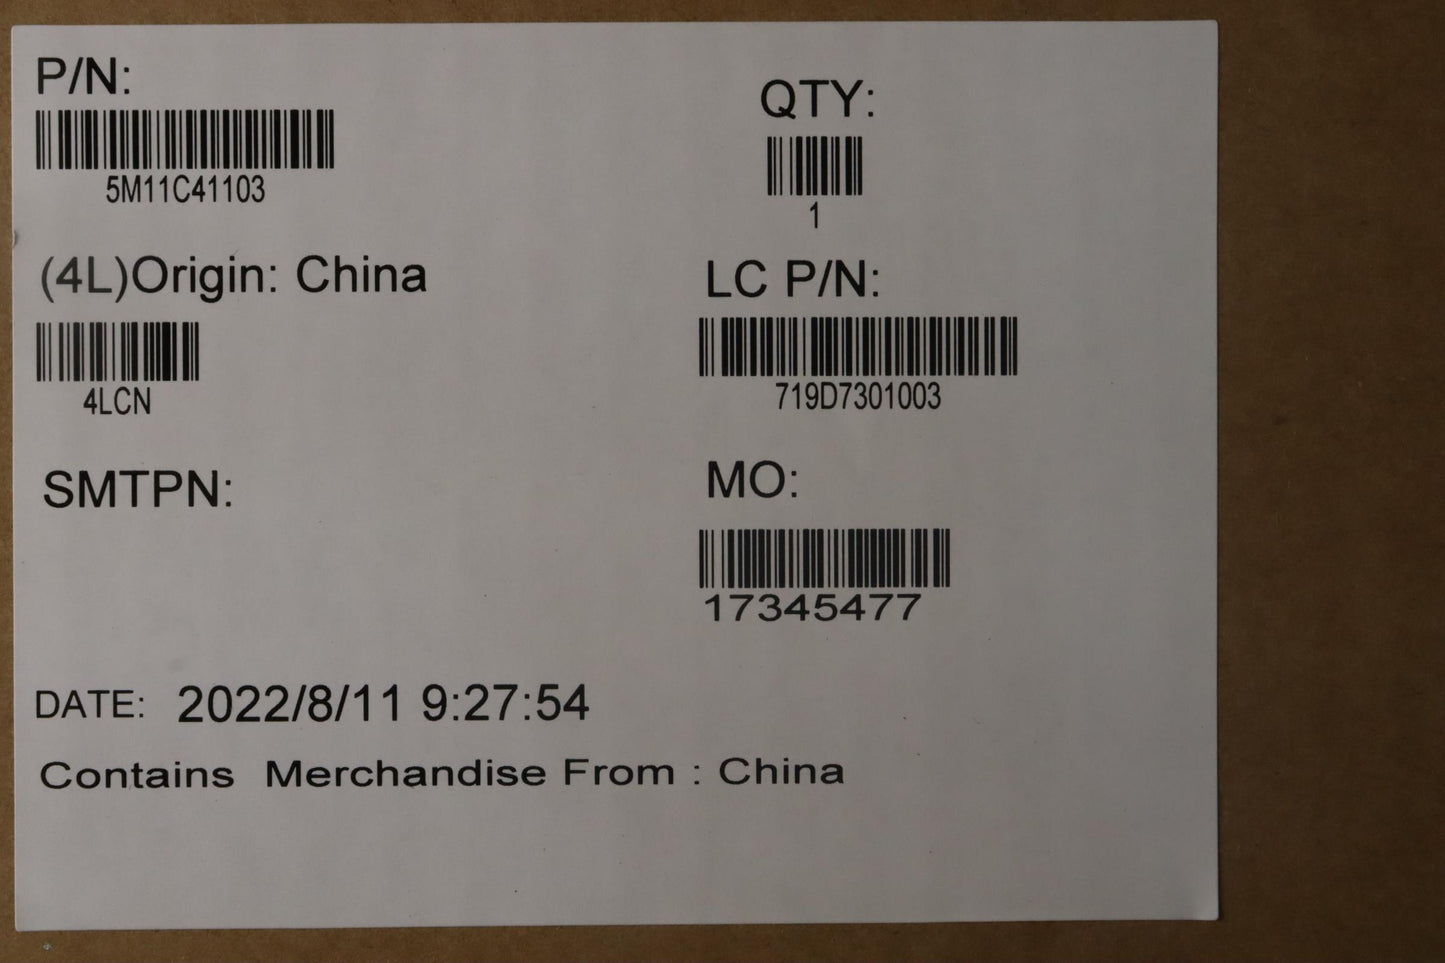 P/N:
5M11C41103
QTY:
1
(4L)Origin: China
4LCN
LC P/N:
719D7301003
SMTPN:
MO:
17345477
DATE: 2022/8/11 9:27:54
Contains Merchandise From : China